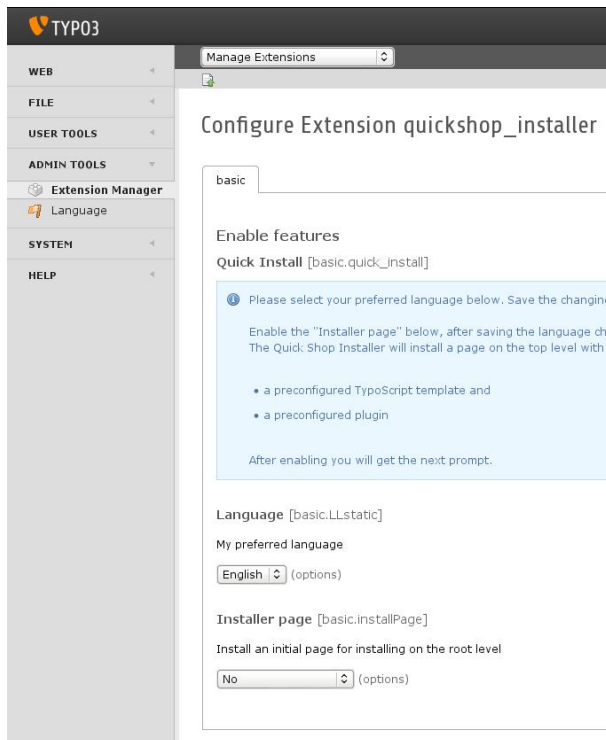 TYPO3
Manage Extensions
WEB
FILE
USER TOOLS
ADMIN TOOLS
Extension Manager
Language
SYSTEM
HELP
Configure Extension quickshop_installer
basic
Enable features
Quick Install [basic.quick_install]
Please select your preferred language below. Save the changin
Enable the "Installer page" below, after saving the language ch
The Quick Shop Installer will install a page on the top level with
• a preconfigured TypoScript template and
• a preconfigured plugin
After enabling you will get the next prompt.
Language [basic.LLstatic]
My preferred language
English (options)
Installer page [basic.installPage]
Install an initial page for installing on the root level
No (options)